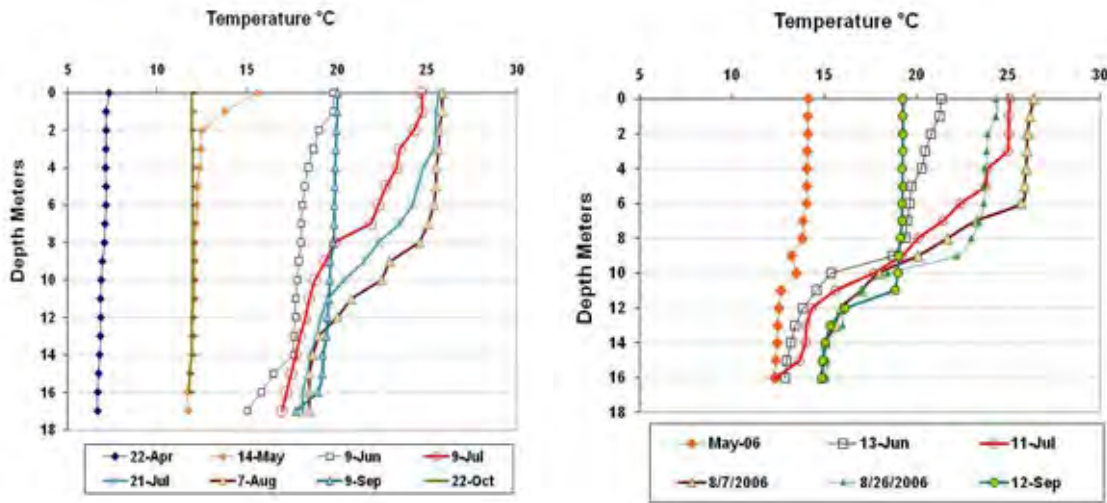 Temperature °C
5 10 15 20 25 30
0
2
4
6
8
10
12
14
16
18
Depth Meters
22-Apr 14-May 9-Jun 9-Jul
21-Jul 7-Aug 9-Sep 22-Oct
Temperature °C
5 10 15 20 25 30
0
2
4
6
8
10
12
14
16
18
Depth Meters
May-06 13-Jun 11-Jul
8/7/2006 8/26/2006 12-Sep